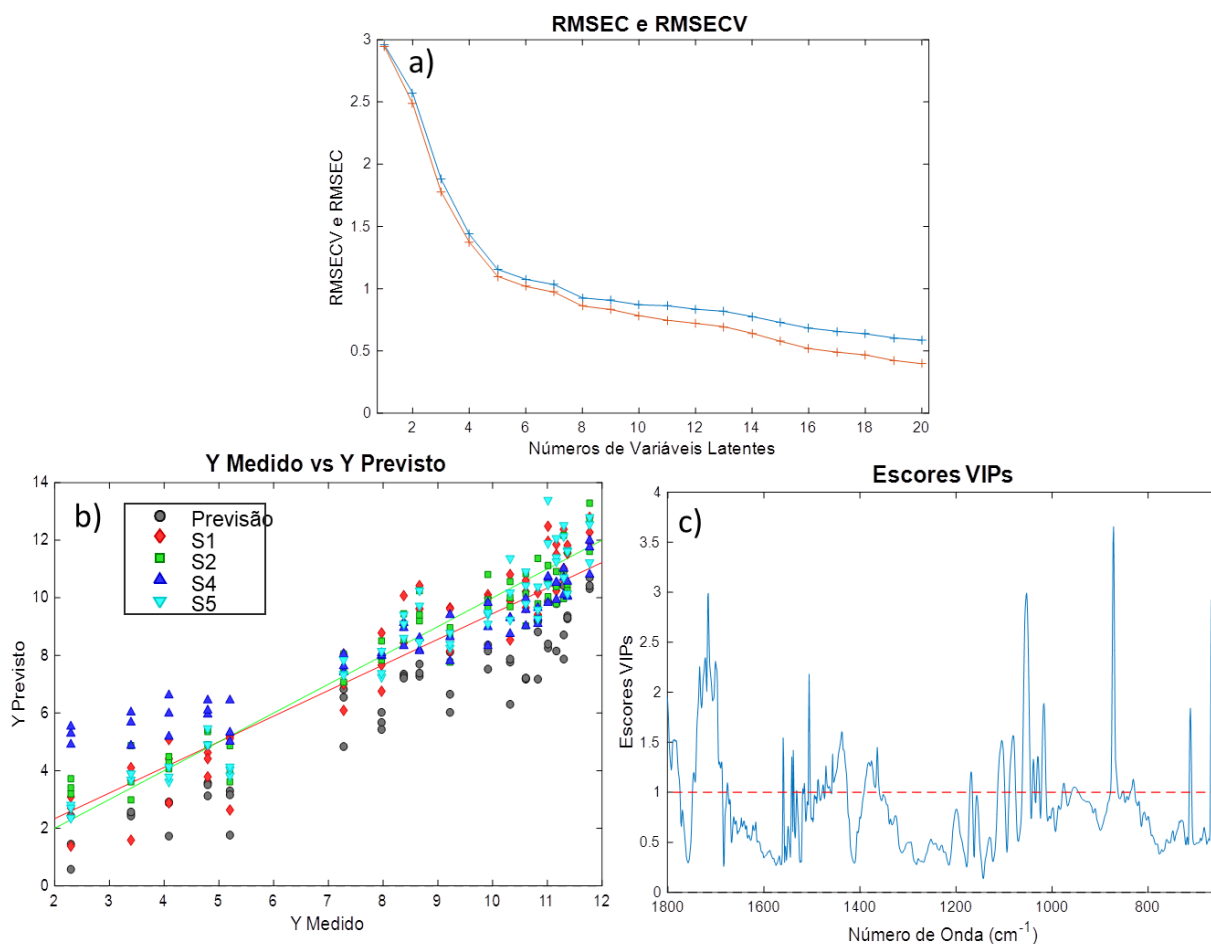 RMSEC e RMSECV
a)
3
2.5
2
1.5
1
0.5
0
RMSECV e RMSEC
2 4 6 8 10 12 14 16 18 20
Números de Variáveis Latentes
Y Medido vs Y Previsto
b)
Previsão
S1
S2
S4
S5
14
12
10
8
6
4
2
0
Y Previsto
2 3 4 5 6 7 8 9 10 11 12
Y Medido
Escores VIPs
c)
4
3.5
3
2.5
2
1.5
1
0.5
0
Escores VIPs
1800 1600 1400 1200 1000 800
Número de Onda (cm⁻¹)